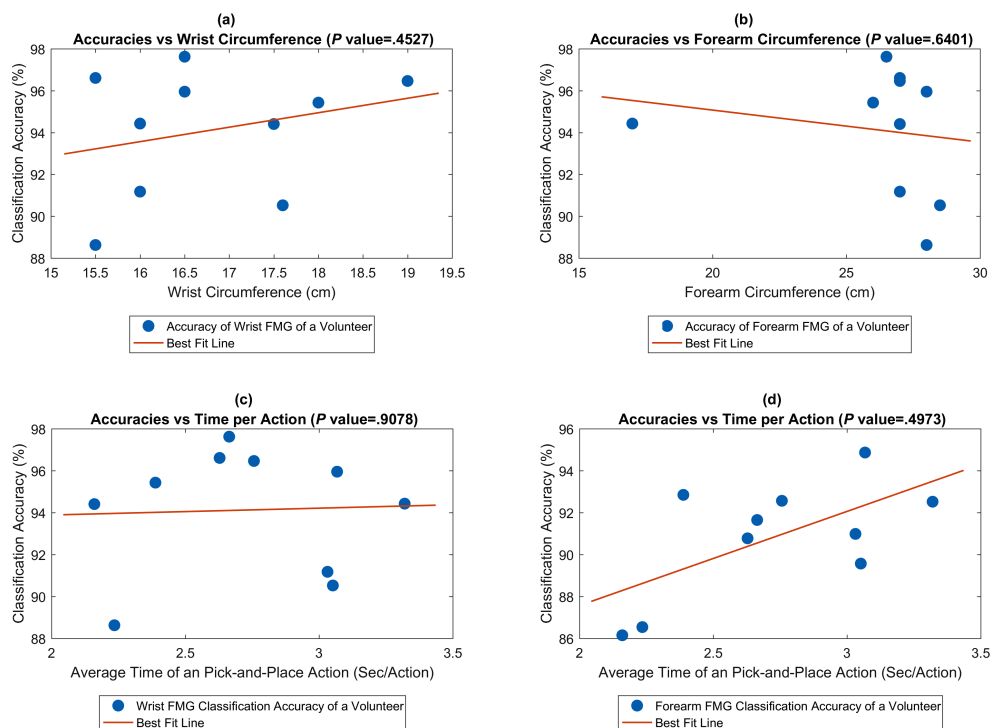 (a)
Accuracies vs Wrist Circumference (P value=.4527)
Classification Accuracy (%)
98
96
94
92
90
88
15 15.5 16 16.5 17 17.5 18 18.5 19 19.5
Wrist Circumference (cm)
Accuracy of Wrist FMG of a Volunteer
Best Fit Line
(b)
Accuracies vs Forearm Circumference (P value=.6401)
Classification Accuracy (%)
98
96
94
92
90
88
15 20 25 30
Forearm Circumference (cm)
Accuracy of Forearm FMG of a Volunteer
Best Fit Line
(c)
Accuracies vs Time per Action (P value=.9078)
Classification Accuracy (%)
98
96
94
92
90
88
2 2.5 3 3.5
Average Time of an Pick-and-Place Action (Sec/Action)
Wrist FMG Classification Accuracy of a Volunteer
Best Fit Line
(d)
Accuracies vs Time per Action (P value=.4973)
Classification Accuracy (%)
96
94
92
90
88
86
2 2.5 3 3.5
Average Time of an Pick-and-Place Action (Sec/Action)
Forearm FMG Classification Accuracy of a Volunteer
Best Fit Line